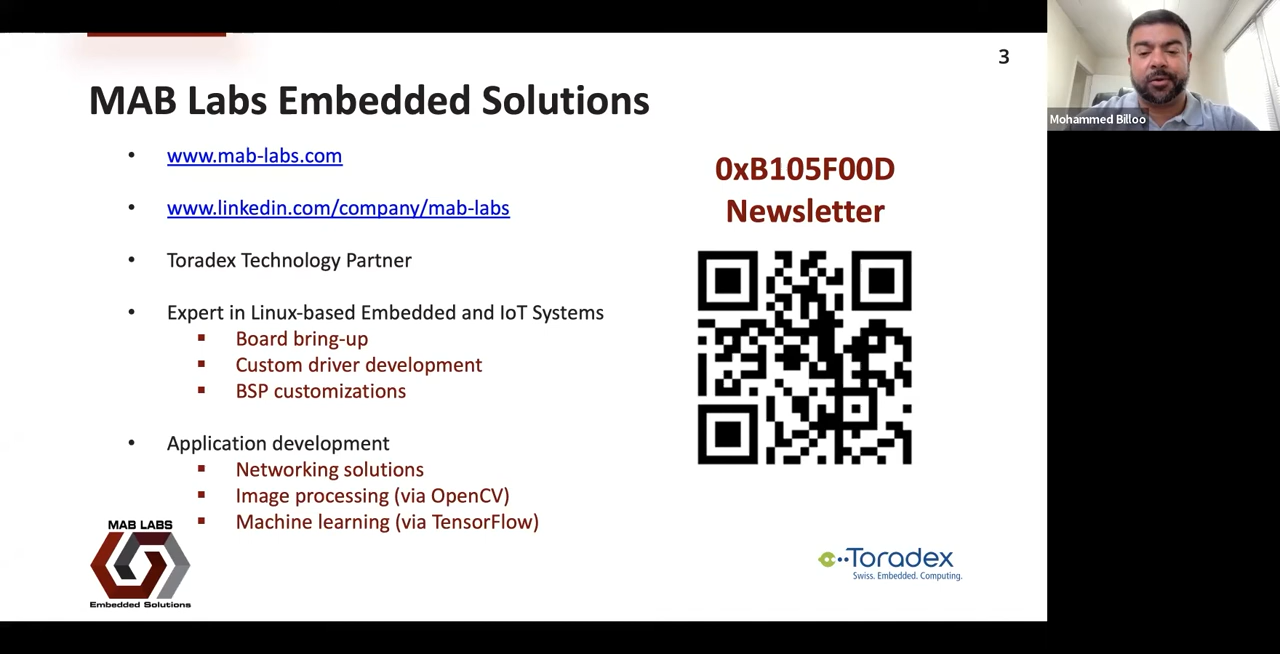 3
MAB Labs Embedded Solutions
www.mab-labs.com
www.linkedin.com/company/mab-labs
Toradex Technology Partner
Expert in Linux-based Embedded and IoT Systems
Board bring-up
Custom driver development
BSP customizations
Application development
Networking solutions
Image processing (via OpenCV)
Machine learning (via TensorFlow)
0xB105F00D
Newsletter
MAB LABS
Embedded Solutions
Toradex
Swiss. Embedded. Computing.
Mohammed Billoo